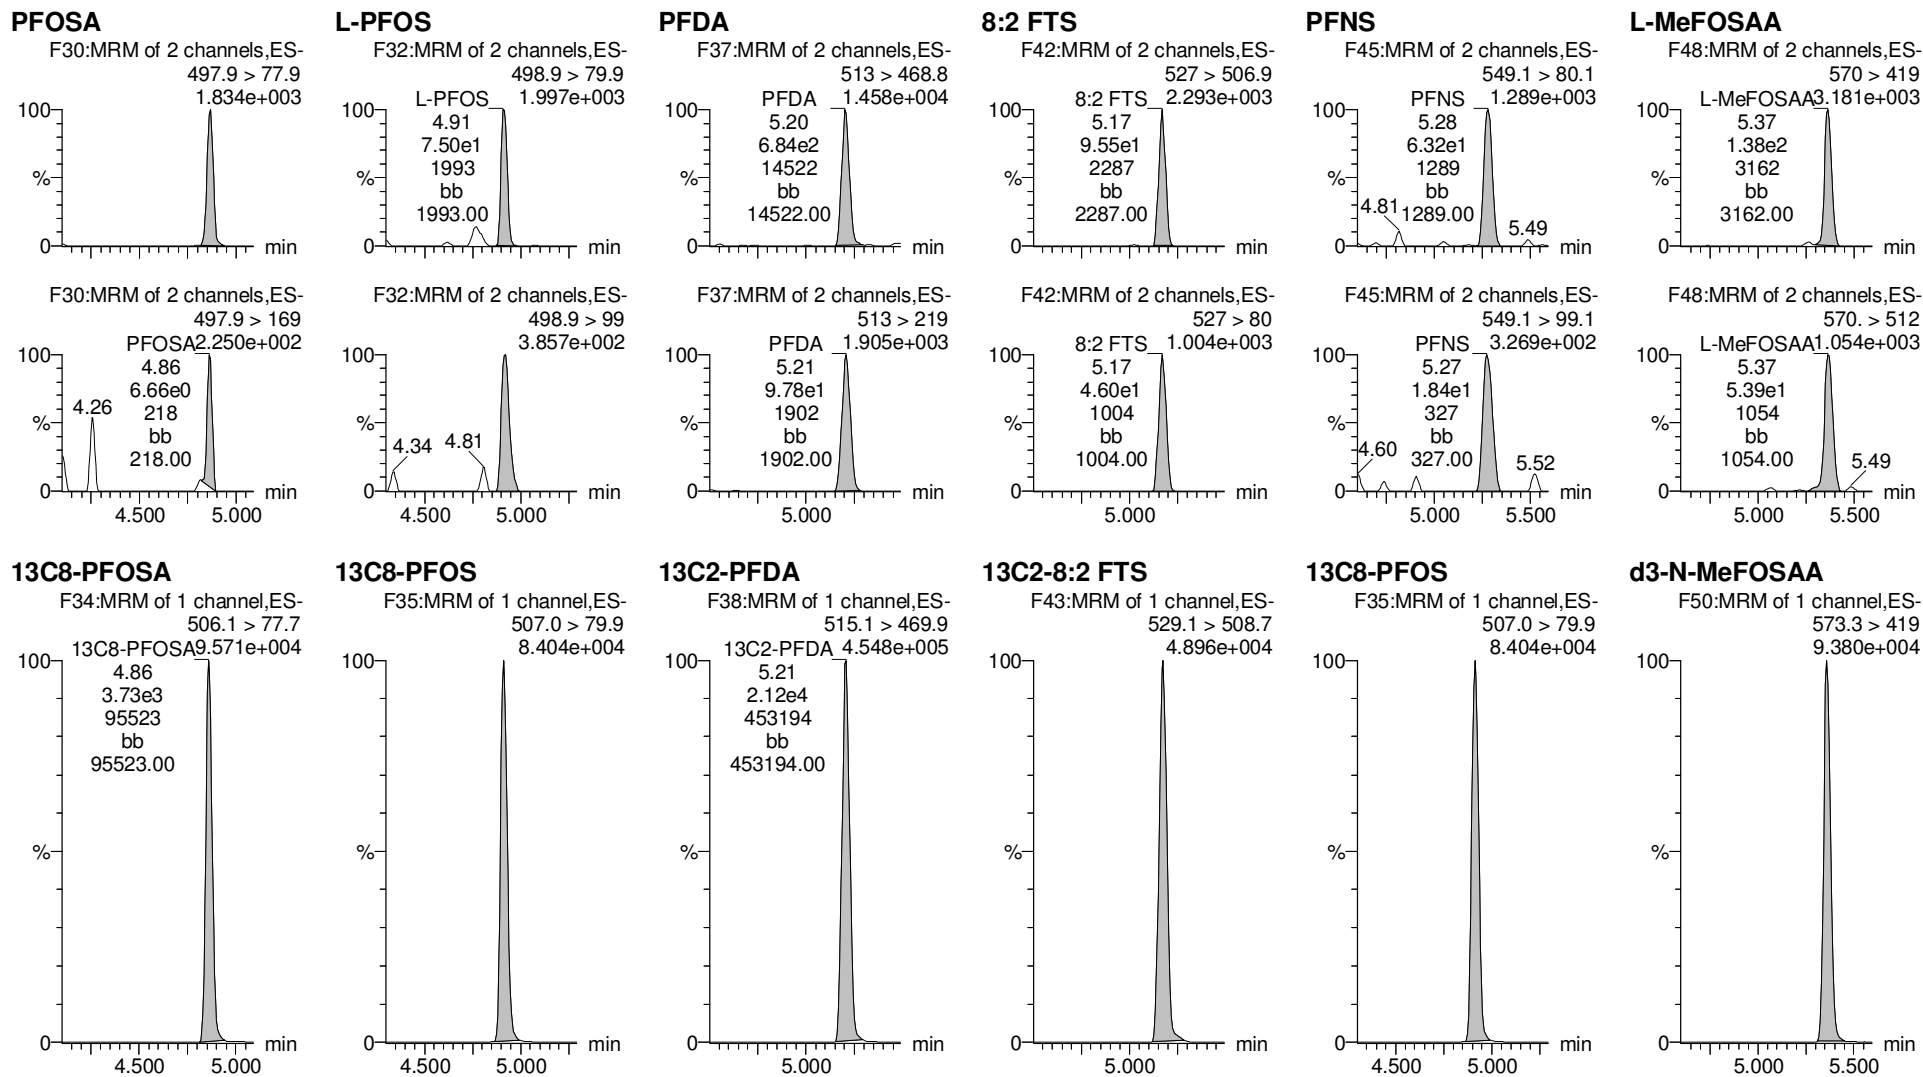 PFOSA
F30:MRM of 2 channels,ES-
497.9 > 77.9
1.834e+003
100
%
0
min
L-PFOS
F32:MRM of 2 channels,ES-
498.9 > 79.9
1.997e+003
L-PFOS
4.91
7.50e1
1993
bb
1993.00
100
%
0
min
PFDA
F37:MRM of 2 channels,ES-
513 > 468.8
1.458e+004
PFDA
5.20
6.84e2
14522
bb
14522.00
100
%
0
min
8:2 FTS
F42:MRM of 2 channels,ES-
527 > 506.9
2.293e+003
8:2 FTS
5.17
9.55e1
2287
bb
2287.00
100
%
0
min
PFNS
F45:MRM of 2 channels,ES-
549.1 > 80.1
1.289e+003
PFNS
5.28
6.32e1
1289
bb
1289.00
4.81
5.49
100
%
0
min
L-MeFOSAA
F48:MRM of 2 channels,ES-
570 > 419
3.181e+003
L-MeFOSAA
5.37
1.38e2
3162
bb
3162.00
100
%
0
min
F30:MRM of 2 channels,ES-
497.9 > 169
2.250e+002
PFOSA
4.86
6.66e0
218
bb
218.00
4.26
100
%
0
min
4.500 5.000
F32:MRM of 2 channels,ES-
498.9 > 99
3.857e+002
4.34
4.81
100
%
0
min
4.500 5.000
F37:MRM of 2 channels,ES-
513 > 219
1.905e+003
PFDA
5.21
9.78e1
1902
bb
1902.00
100
%
0
min
5.000
F42:MRM of 2 channels,ES-
527 > 80
1.004e+003
8:2 FTS
5.17
4.60e1
1004
bb
1004.00
100
%
0
min
5.000
F45:MRM of 2 channels,ES-
549.1 > 99.1
3.269e+002
PFNS
5.27
1.84e1
327
bb
327.00
4.60
5.52
100
%
0
min
5.000 5.500
F48:MRM of 2 channels,ES-
570. > 512
1.054e+003
L-MeFOSAA
5.37
5.39e1
1054
bb
1054.00
5.49
100
%
0
min
5.000 5.500
13C8-PFOSA
F34:MRM of 1 channel,ES-
506.1 > 77.7
9.571e+004
13C8-PFOSA
4.86
3.73e3
95523
bb
95523.00
100
%
0
min
4.500 5.000
13C8-PFOS
F35:MRM of 1 channel,ES-
507.0 > 79.9
8.404e+004
100
%
0
min
4.500 5.000
13C2-PFDA
F38:MRM of 1 channel,ES-
515.1 > 469.9
4.548e+005
13C2-PFDA
5.21
2.12e4
453194
bb
453194.00
100
%
0
min
5.000
13C2-8:2 FTS
F43:MRM of 1 channel,ES-
529.1 > 508.7
4.896e+004
100
%
0
min
5.000
13C8-PFOS
F35:MRM of 1 channel,ES-
507.0 > 79.9
8.404e+004
100
%
0
min
4.500 5.000
d3-N-MeFOSAA
F50:MRM of 1 channel,ES-
573.3 > 419
9.380e+004
100
%
0
min
5.000 5.500